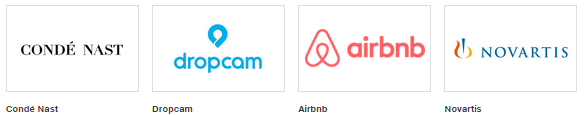 CONDÉ NAST
dropcam
airbnb
NOVARTIS
Condé Nast
Dropcam
Airbnb
Novartis